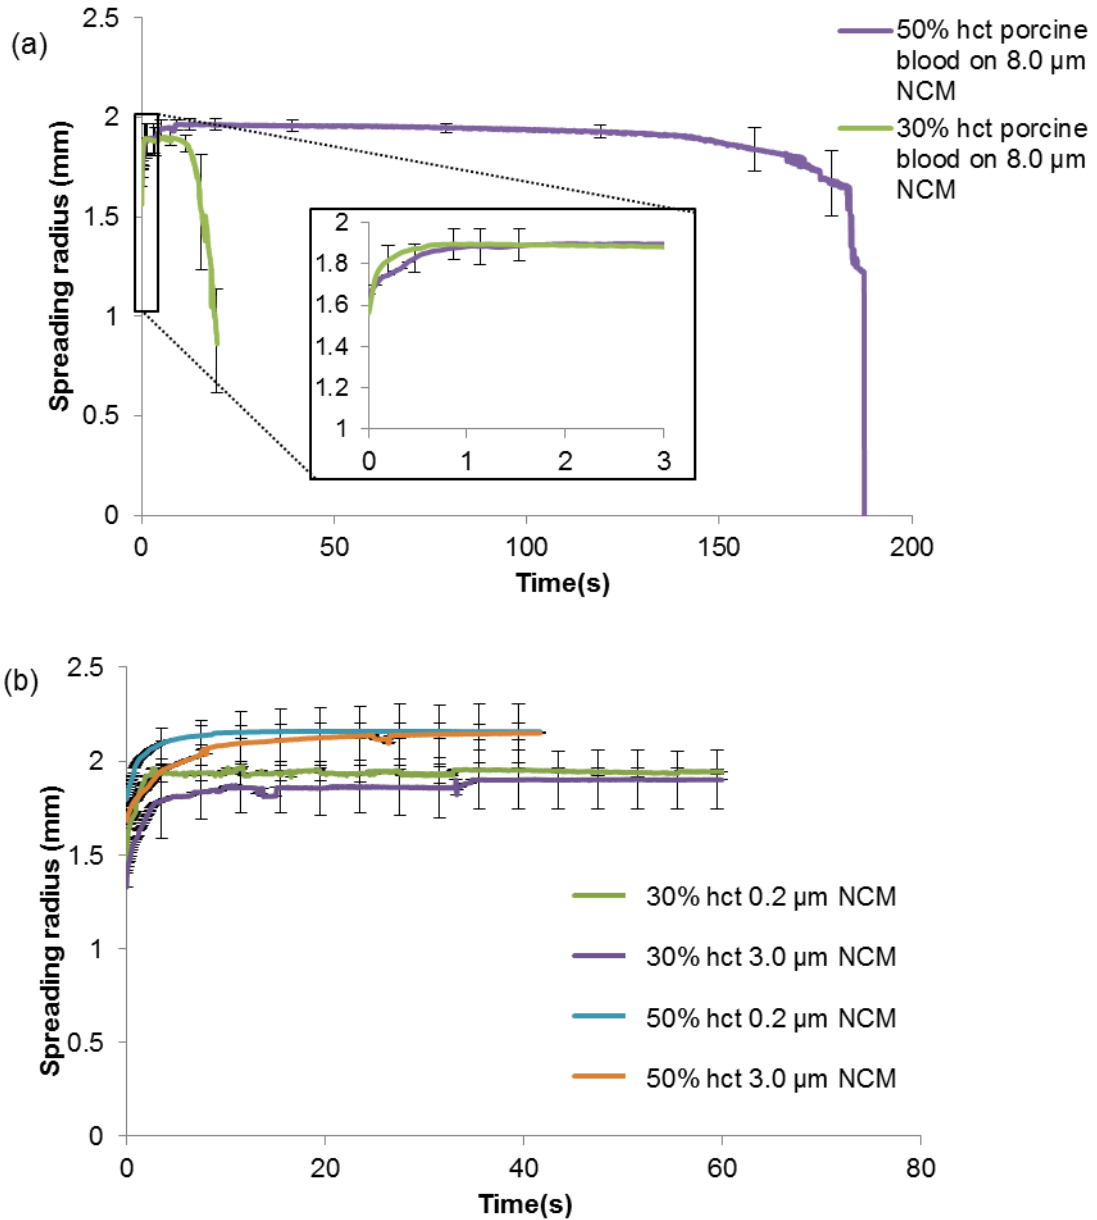 (a)
Spreading radius (mm)
2.5
2
1.5
1
0.5
0
0
50
100
150
200
Time(s)
50% hct porcine
blood on 8.0 µm
NCM
30% hct porcine
blood on 8.0 µm
NCM
2
1.8
1.6
1.4
1.2
1
0
1
2
3
(b)
Spreading radius (mm)
2.5
2
1.5
1
0.5
0
0
20
40
60
80
Time(s)
30% hct 0.2 µm NCM
30% hct 3.0 µm NCM
50% hct 0.2 µm NCM
50% hct 3.0 µm NCM